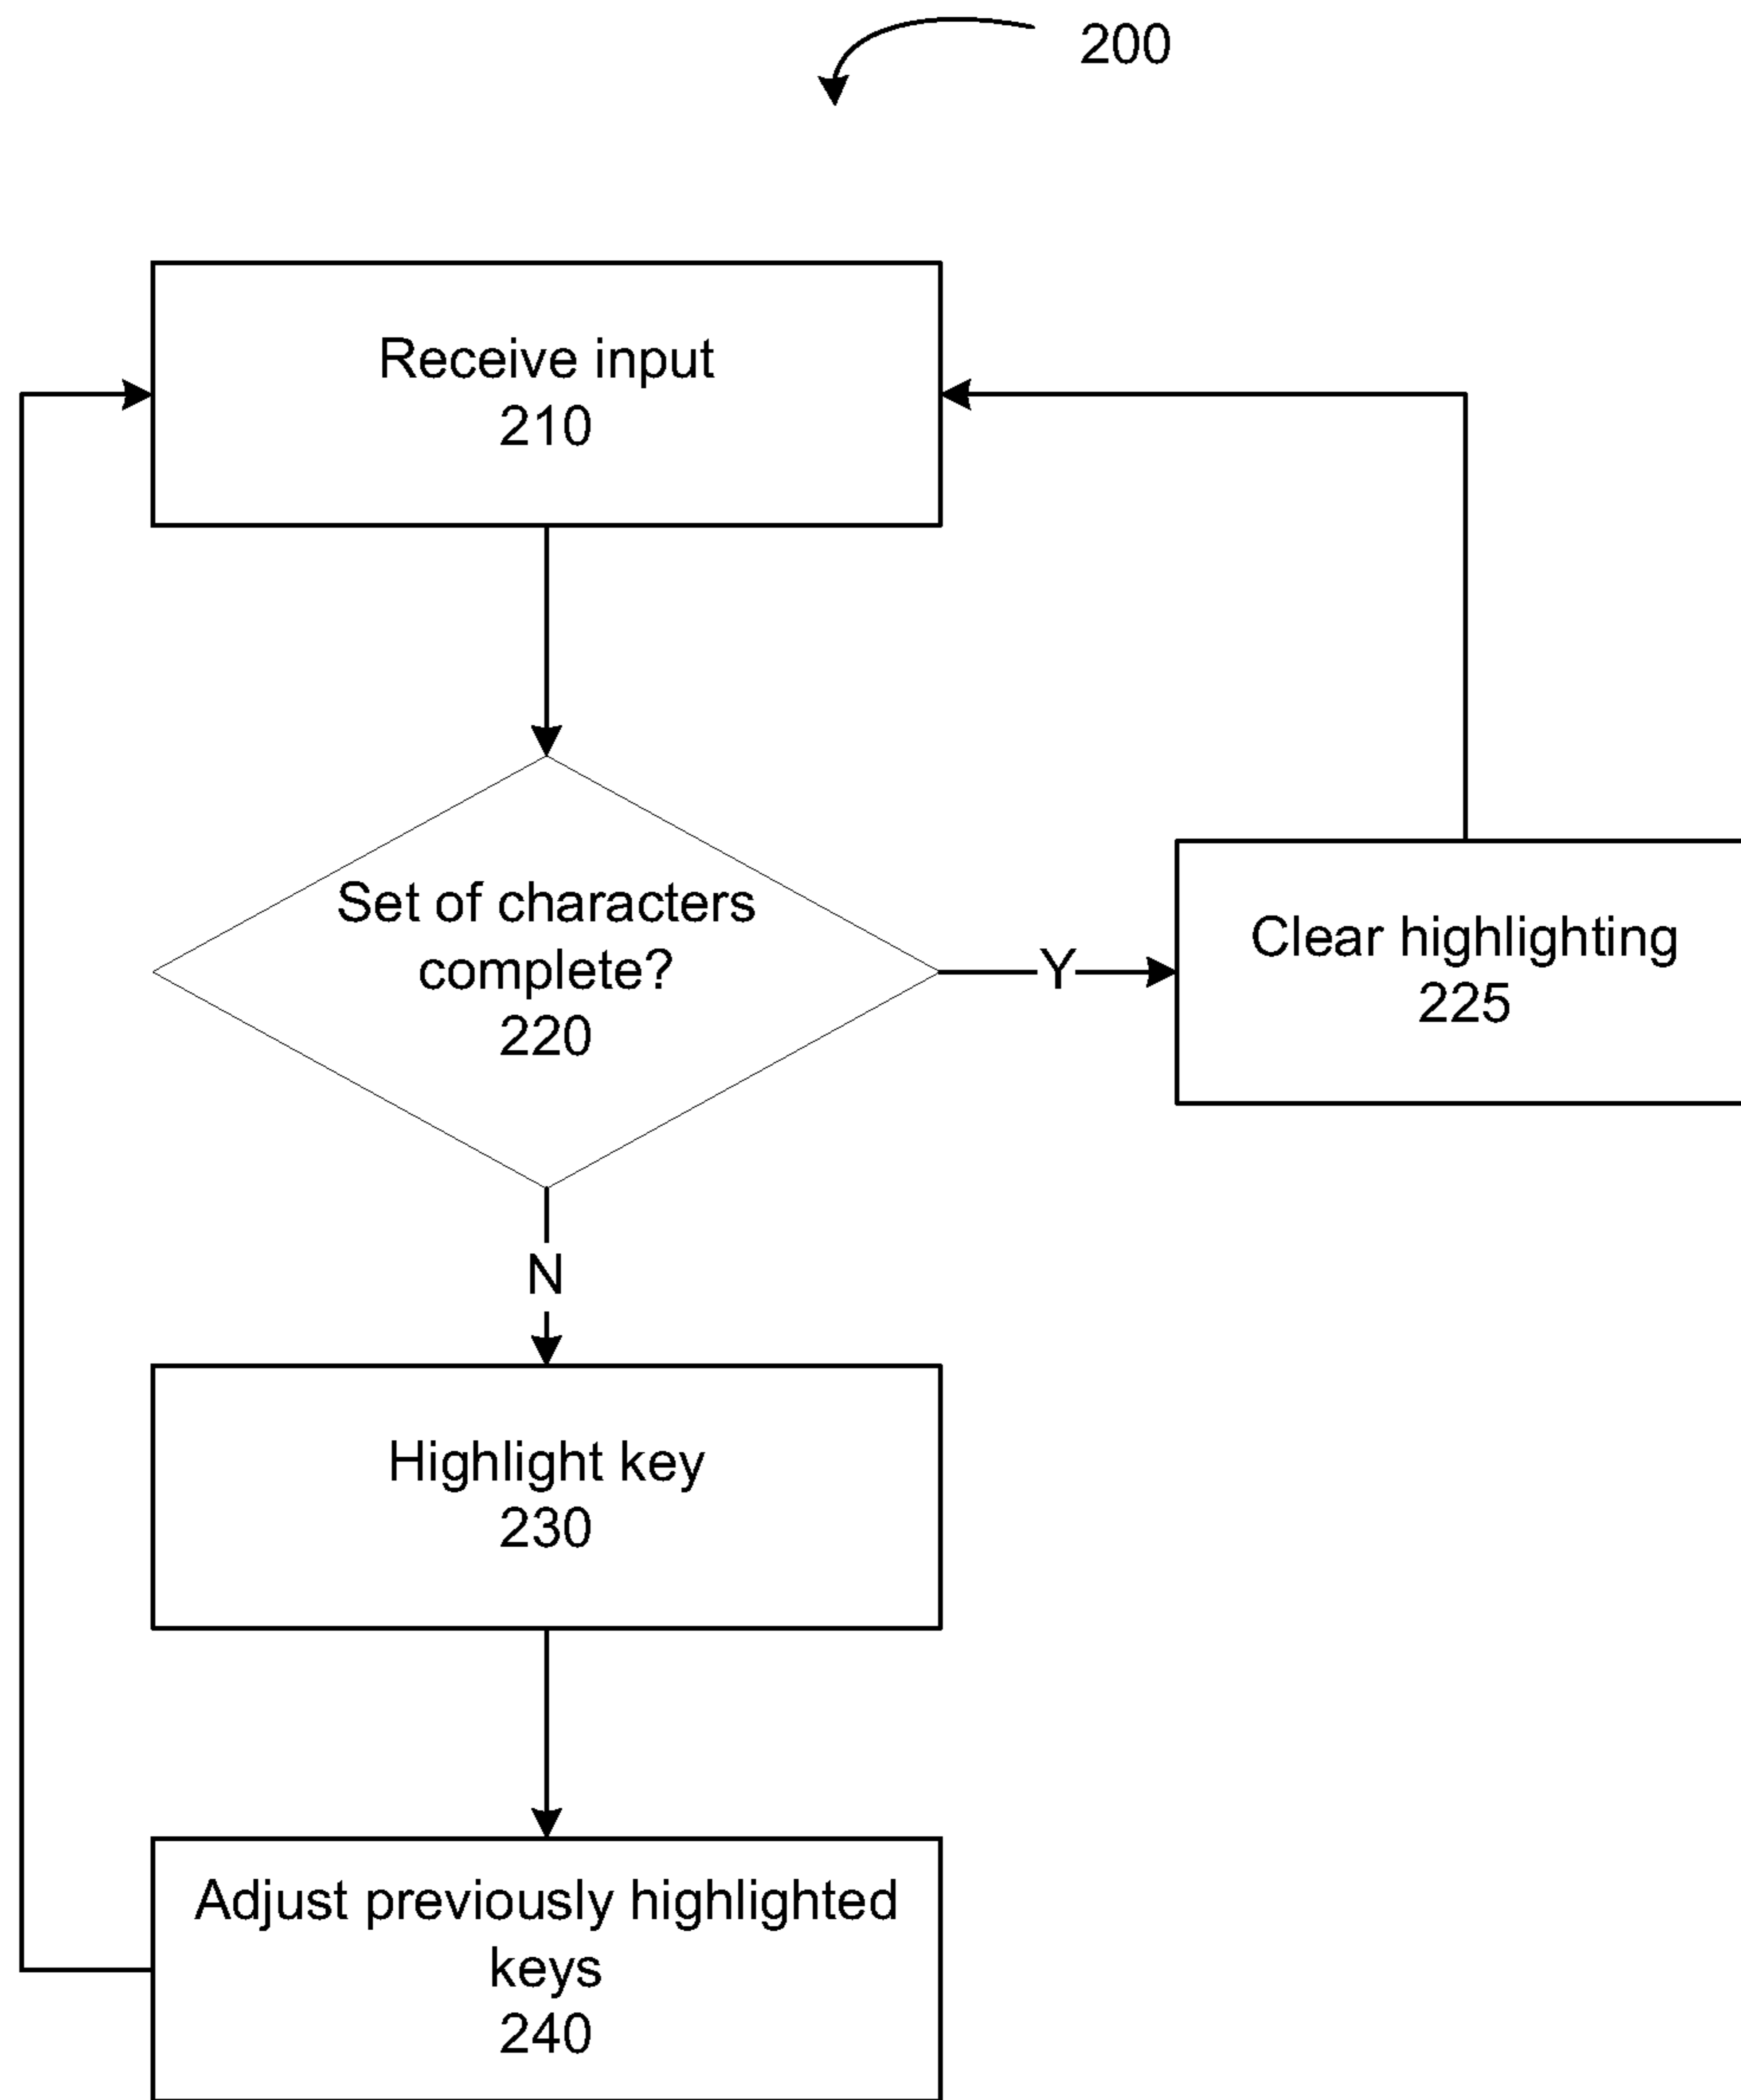 200
Receive input
210
Set of characters
complete?
220
Y
Clear highlighting
225
N
Highlight key
230
Adjust previously highlighted
keys
240